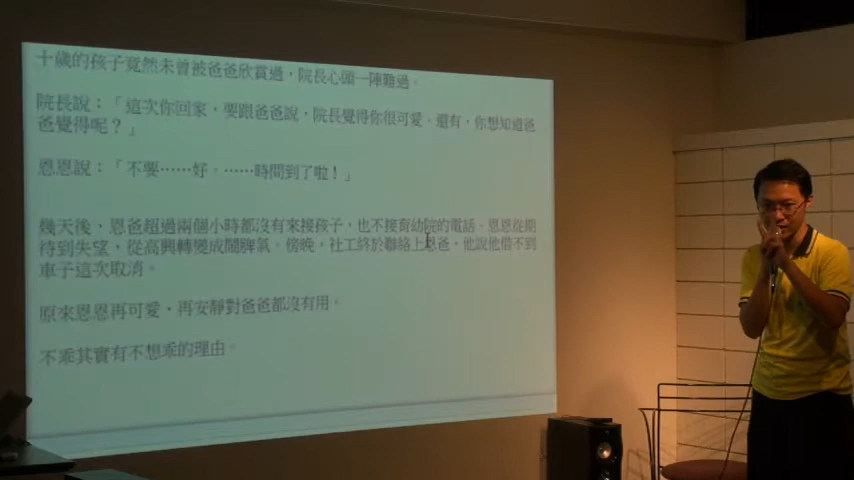 十歲的孩子竟然未曾被爸爸欣賞過，院長心頭一陣難過。
院長說：「這次你回家，要跟爸爸說，院長覺得你很可愛。還有，你想知道爸
爸覺得呢？」
恩恩說：「不要⋯⋯好。⋯⋯時間到了啦！」
幾天後，恩爸超過兩個小時都沒有來接孩子，也不接育幼院的電話。恩恩從期
待到失望，從高興轉變成鬧脾氣。傍晚，社工終於聯絡上恩爸，他說他借不到
車子這次取消。
原來恩恩再可愛，再安靜對爸爸都沒有用。
不乖其實有不想乖的理由。